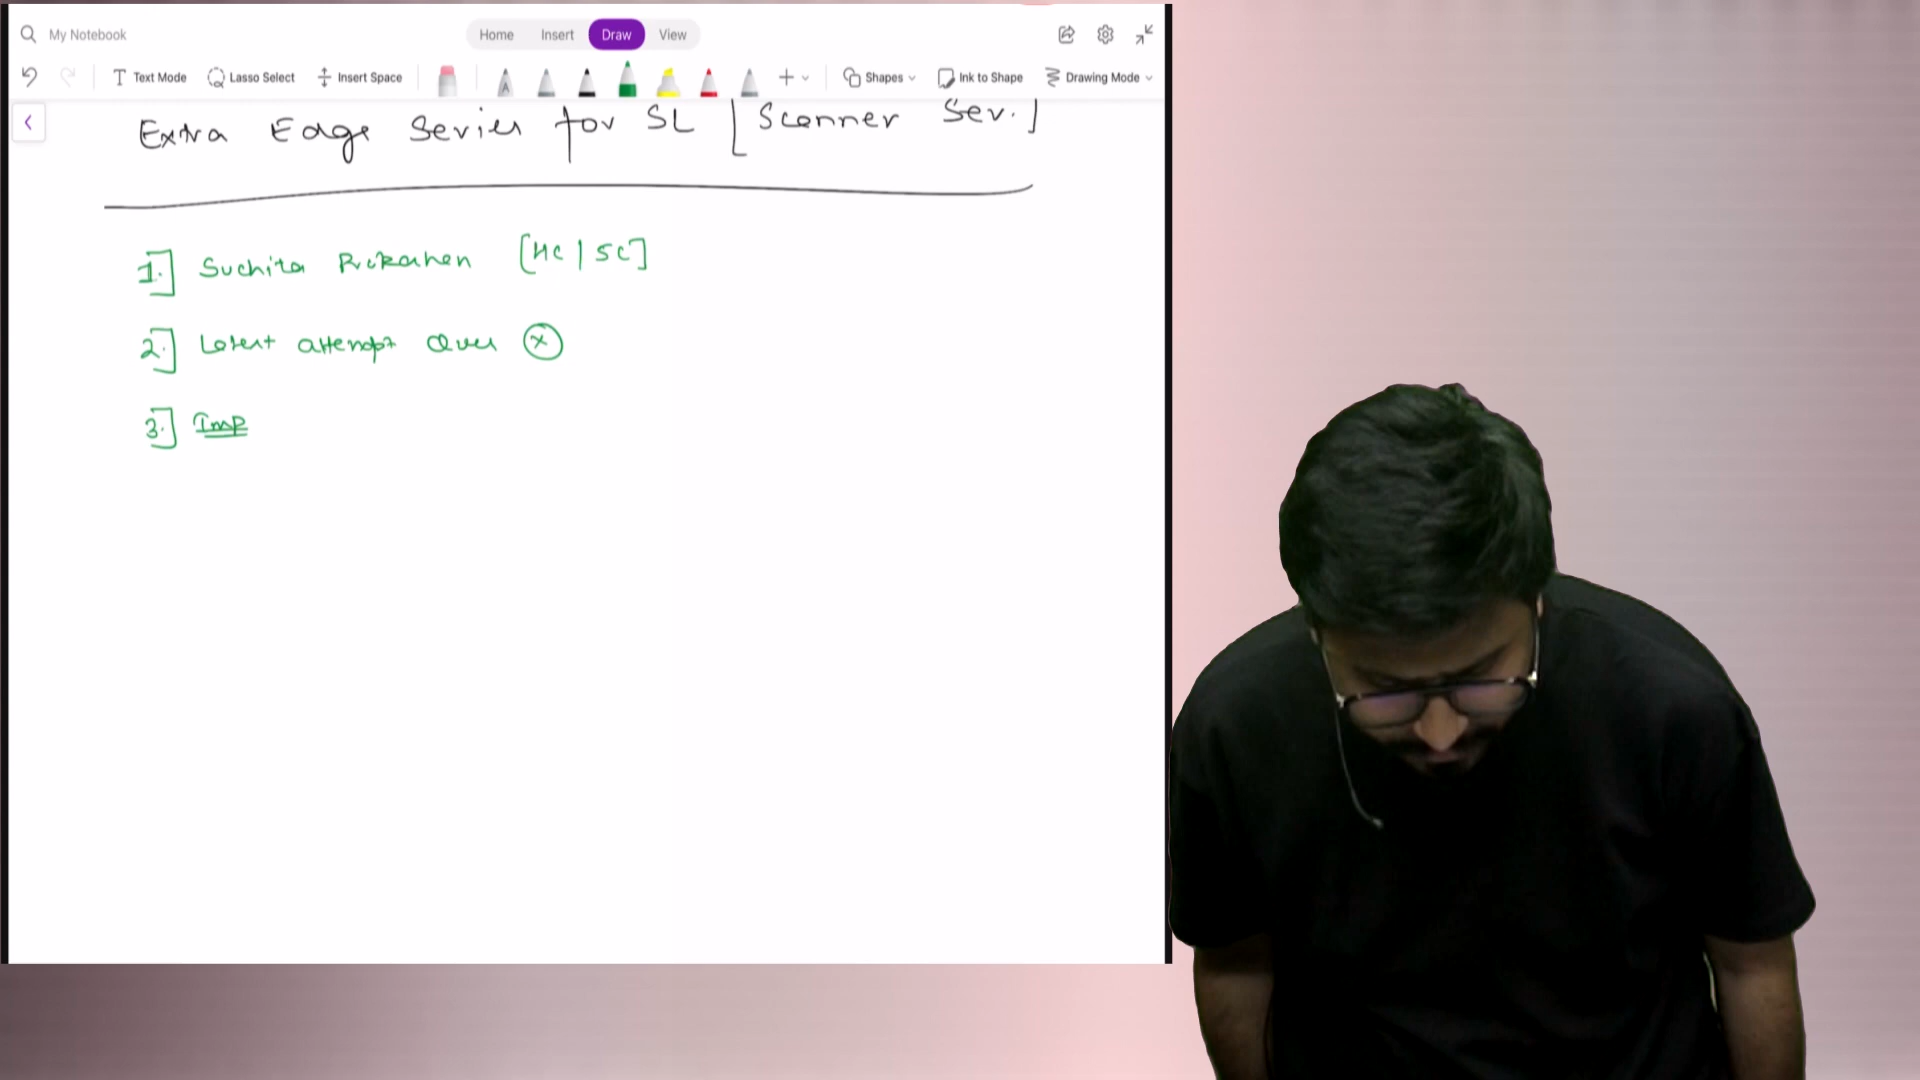 My Notebook
Home Insert Draw View
Text Mode Lasso Select Insert Space Shapes Ink to Shape Drawing Mode
Extra Edge Series for SL [Scanner Ser.]
1.] Suchita [HC | SC]
2.] Latest attempt Ques (x)
3.] Imp